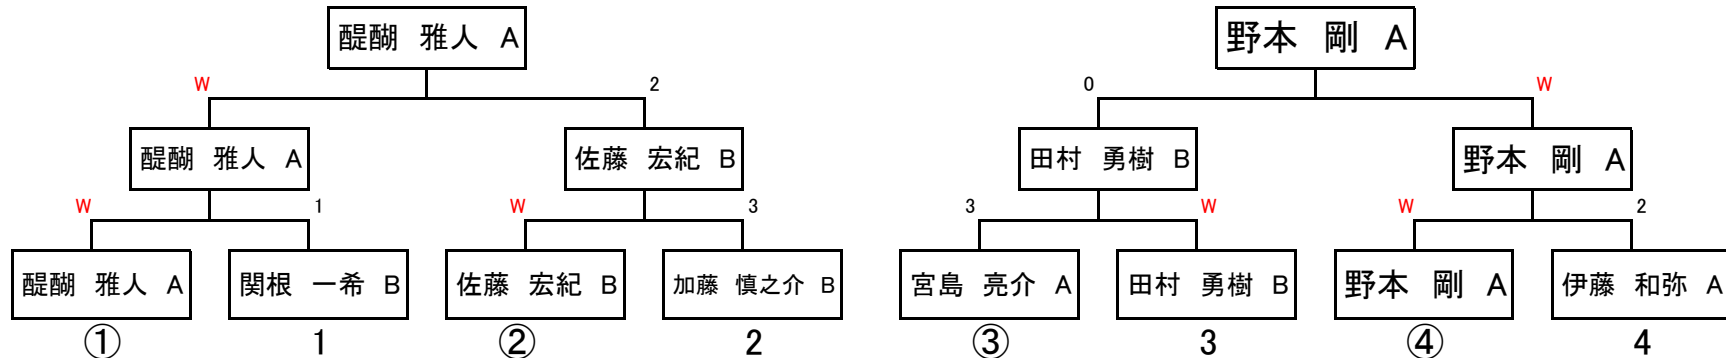 醍醐 雅人 A 野本 剛 A
W 2 0 W
醍醐 雅人 A 佐藤 宏紀 B 田村 勇樹 B 野本 剛 A
W 1 W 3 3 W W 2
醍醐 雅人 A 関根 一希 B 佐藤 宏紀 B 加藤 慎之介 B 宮島 亮介 A 田村 勇樹 B 野本 剛 A 伊藤 和弥 A
① 1 ② 2 ③ 3 ④ 4